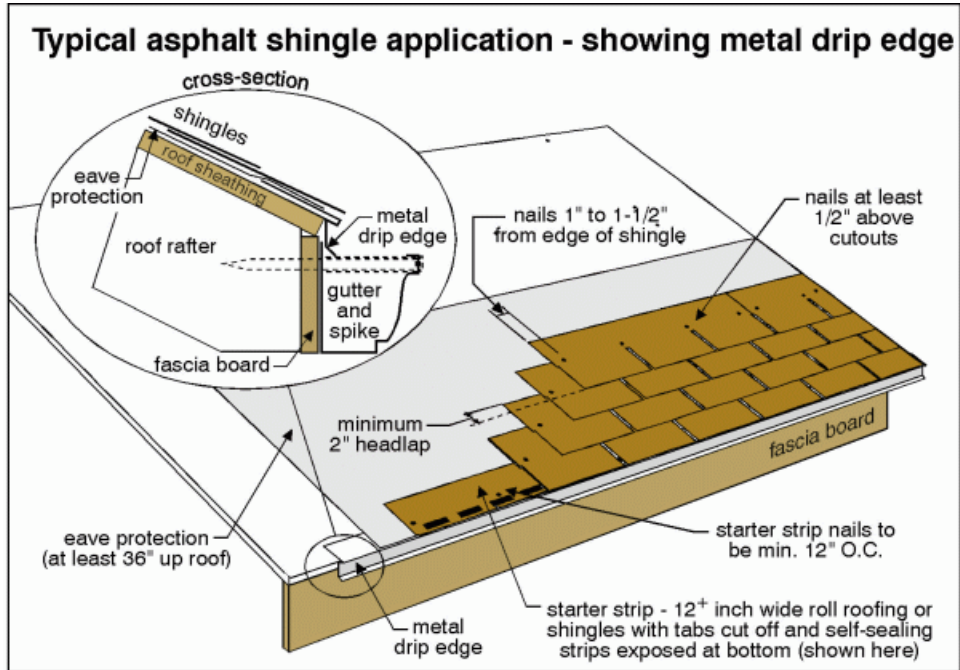 Typical asphalt shingle application - showing metal drip edge
cross-section
shingles
eave
protection
roof sheathing
roof rafter
metal
drip edge
gutter
and
spike
fascia board
nails 1" to 1-1/2"
from edge of shingle
nails at least
1/2" above
cutouts
minimum
2" headlap
fascia board
eave protection
(at least 36" up roof)
starter strip nails to
be min. 12" O.C.
metal
drip edge
starter strip - 12+ inch wide roll roofing or
shingles with tabs cut off and self-sealing
strips exposed at bottom (shown here)